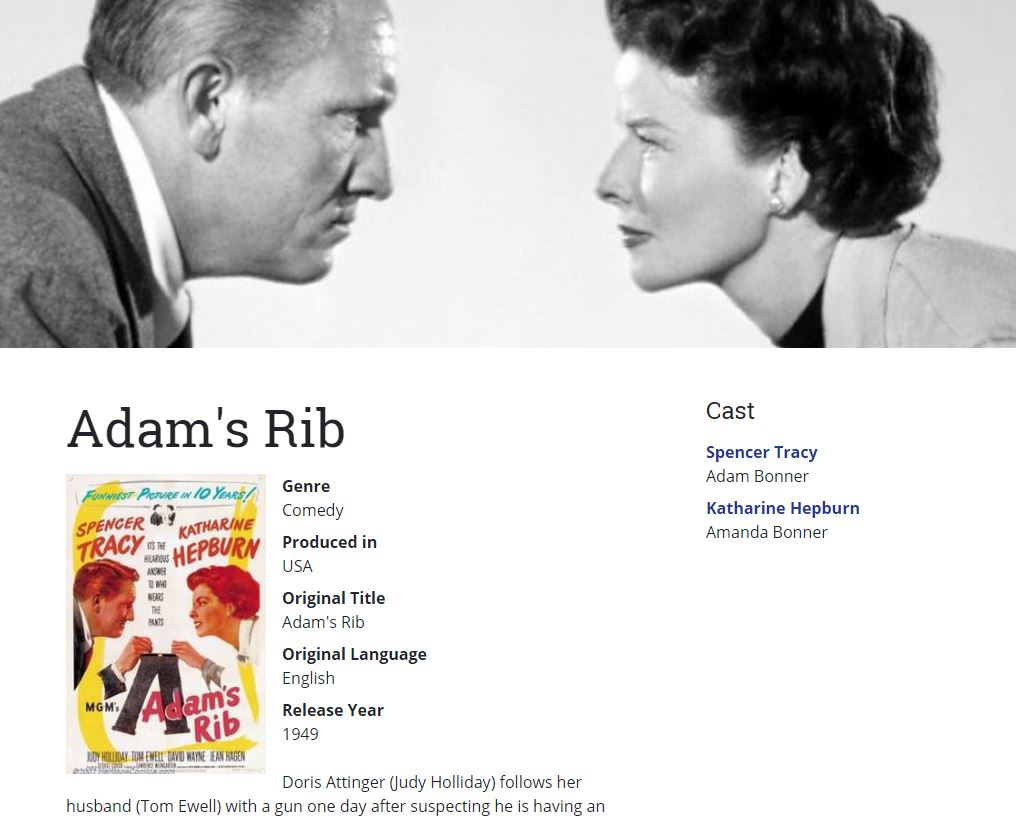 Adam's Rib
FUNNIEST PICTURE IN 10 YEARS!
SPENCER TRACY
KATHARINE HEPBURN
IT'S THE
HILARIOUS
ANSWER
TO WHO
WEARS
THE
PANTS
MGM's
Adam's
Rib
JUDY HOLLIDAY TOM EWELL DAVID WAYNE JEAN HAGEN
Genre
Comedy
Produced in
USA
Original Title
Adam's Rib
Original Language
English
Release Year
1949
Doris Attinger (Judy Holliday) follows her
husband (Tom Ewell) with a gun one day after suspecting he is having an
Cast
Spencer Tracy
Adam Bonner
Katharine Hepburn
Amanda Bonner